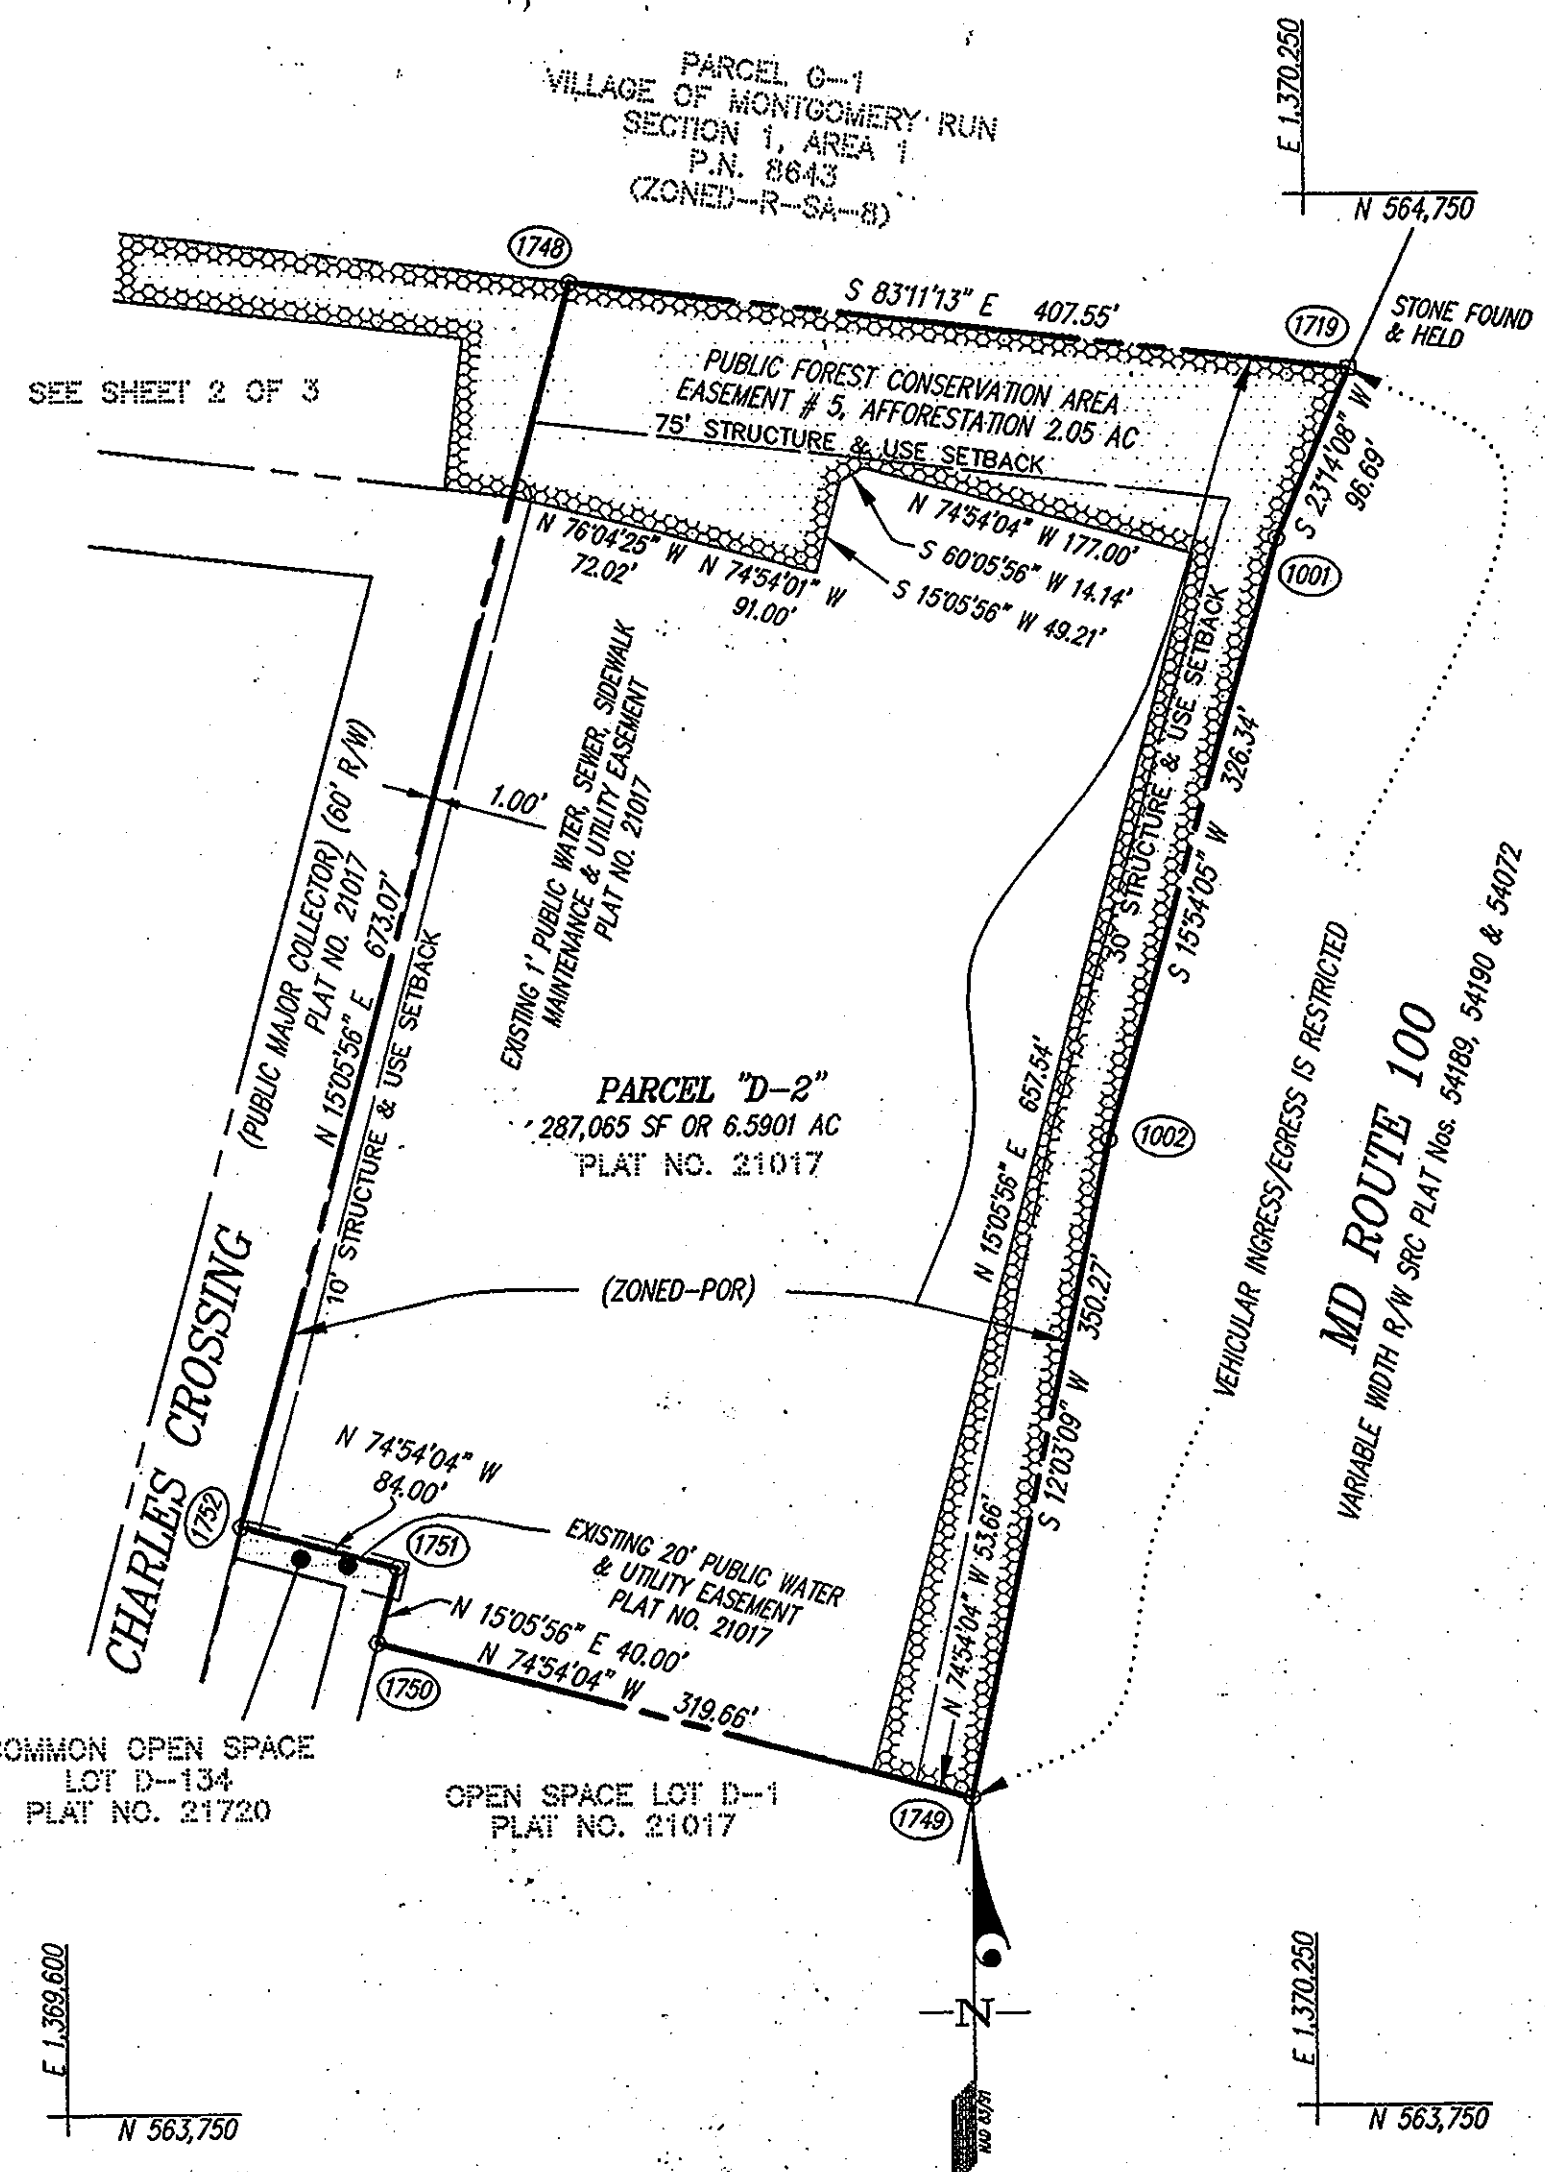 PARCEL G-1
VILLAGE OF MONTGOMERY RUN
SECTION 1, AREA 1
P.N. 8643
(ZONED-R-SA-8)
E 1,370,250
N 564,750
1748
S 83°11'13" E 407.55'
1719
STONE FOUND
& HELD
SEE SHEET 2 OF 3
PUBLIC FOREST CONSERVATION AREA
EASEMENT # 5, AFFORESTATION 2.05 AC
75' STRUCTURE & USE SETBACK
S 23°14'08" W
96.69'
N 76°04'25" W
72.02'
N 74°54'01" W
91.00'
N 74°54'04" W 177.00'
S 60°05'56" W 14.14'
S 15°05'56" W 49.21'
1001
EXISTING 1' PUBLIC WATER, SEWER, SIDEWALK
MAINTENANCE & UTILITY EASEMENT
PLAT NO. 21017
1.00'
30' STRUCTURE & USE SETBACK
S 15°54'05" W 326.34'
(PUBLIC MAJOR COLLECTOR) (60' R/W)
PLAT NO. 21017
N 15°05'56" E 673.07'
10' STRUCTURE & USE SETBACK
CHARLES CROSSING
PARCEL "D-2"
287,065 SF OR 6.5901 AC
PLAT NO. 21017
N 15°05'56" E 657.54'
1002
VEHICULAR INGRESS/EGRESS IS RESTRICTED
MD ROUTE 100
VARIABLE WIDTH R/W SRC PLAT Nos. 54189, 54190 & 54072
(ZONED-POR)
S 12°03'09" W 350.27'
N 74°54'04" W
84.00'
1752
1751
EXISTING 20' PUBLIC WATER
& UTILITY EASEMENT
PLAT NO. 21017
N 15°05'56" E 40.00'
N 74°54'04" W 319.66'
N 74°54'04" W 53.66'
1750
1749
COMMON OPEN SPACE
LOT D-134
PLAT NO. 21720
OPEN SPACE LOT D-1
PLAT NO. 21017
N
NAD 83/91
E 1,369,600
N 563,750
E 1,370,250
N 563,750